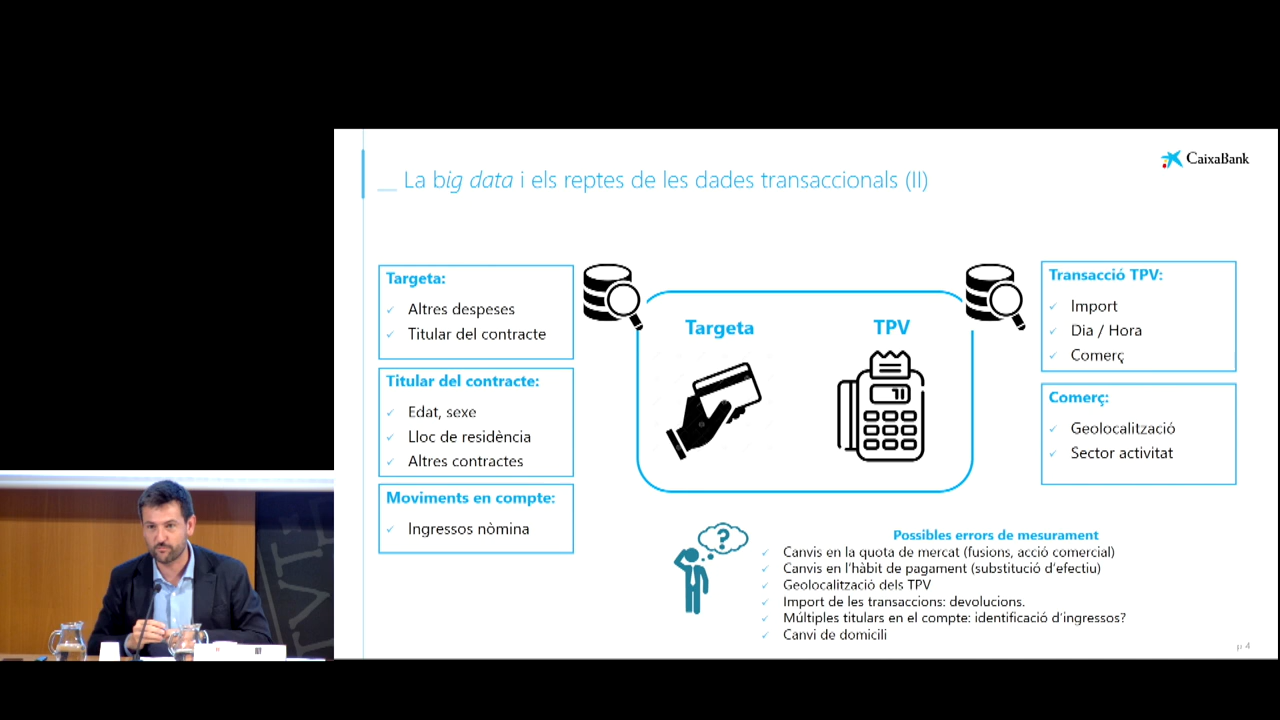 CaixaBank
__ La big data i els reptes de les dades transaccionals (II)
Targeta:
✓ Altres despeses
✓ Titular del contracte
Titular del contracte:
✓ Edat, sexe
✓ Lloc de residència
✓ Altres contractes
Moviments en compte:
✓ Ingressos nòmina
Targeta
TPV
Transacció TPV:
✓ Import
✓ Dia / Hora
✓ Comerç
Comerç:
✓ Geolocalització
✓ Sector activitat
?
Possibles errors de mesurament
✓ Canvis en la quota de mercat (fusions, acció comercial)
✓ Canvis en l'hàbit de pagament (substitució d'efectiu)
✓ Geolocalització dels TPV
✓ Import de les transaccions: devolucions.
✓ Múltiples titulars en el compte: identificació d'ingressos?
✓ Canvi de domicili
p 4